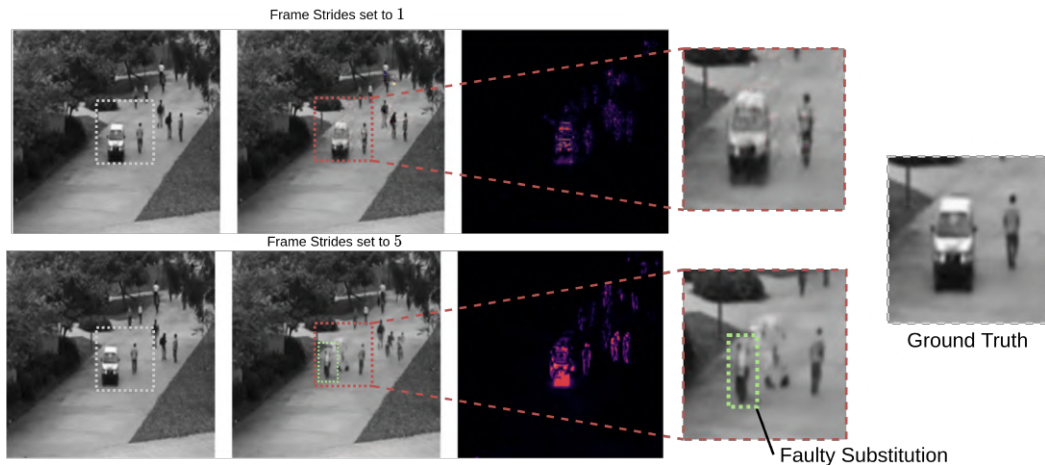 Frame Strides set to 1
Frame Strides set to 5
Ground Truth
Faulty Substitution